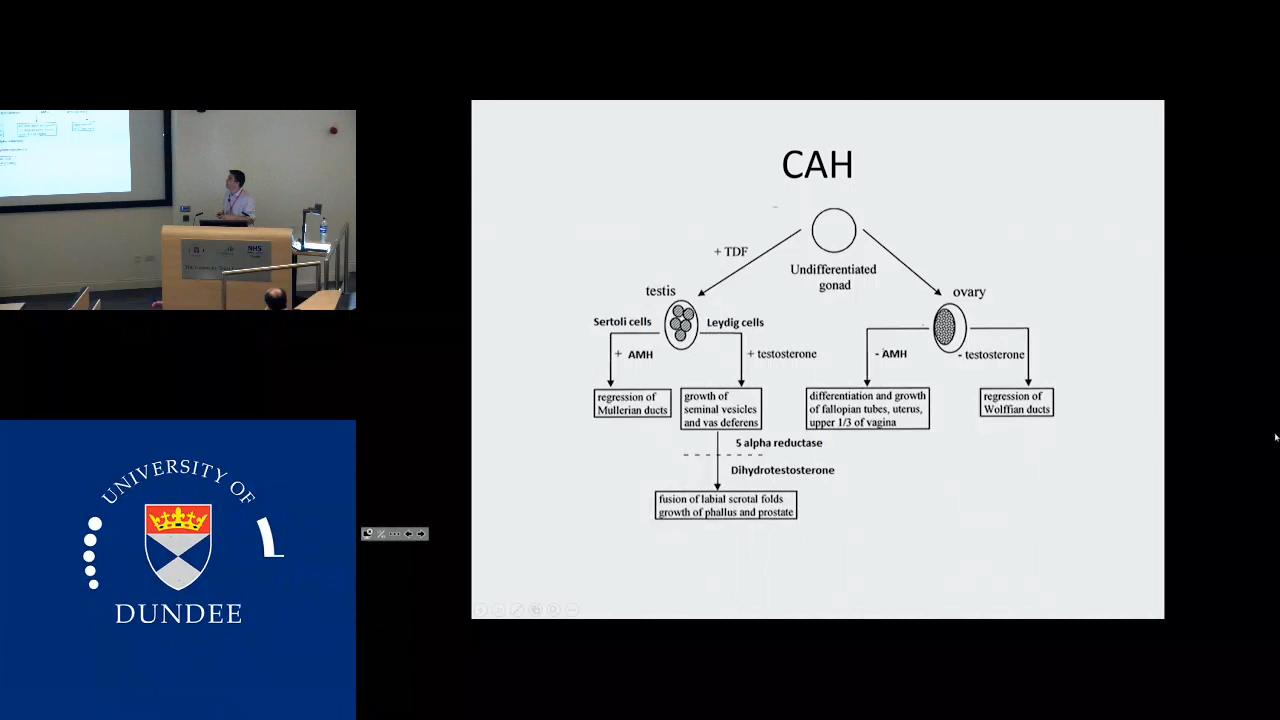 CAH
+ TDF
Undifferentiated
gonad
testis
ovary
Sertoli cells
Leydig cells
+ AMH
+ testosterone
- AMH
- testosterone
regression of
Mullerian ducts
growth of
seminal vesicles
and vas deferens
differentiation and growth
of fallopian tubes, uterus,
upper 1/3 of vagina
regression of
Wolffian ducts
5 alpha reductase
Dihydrotestosterone
fusion of labial scrotal folds
growth of phallus and prostate
NHS
UNIVERSITY OF
DUNDEE